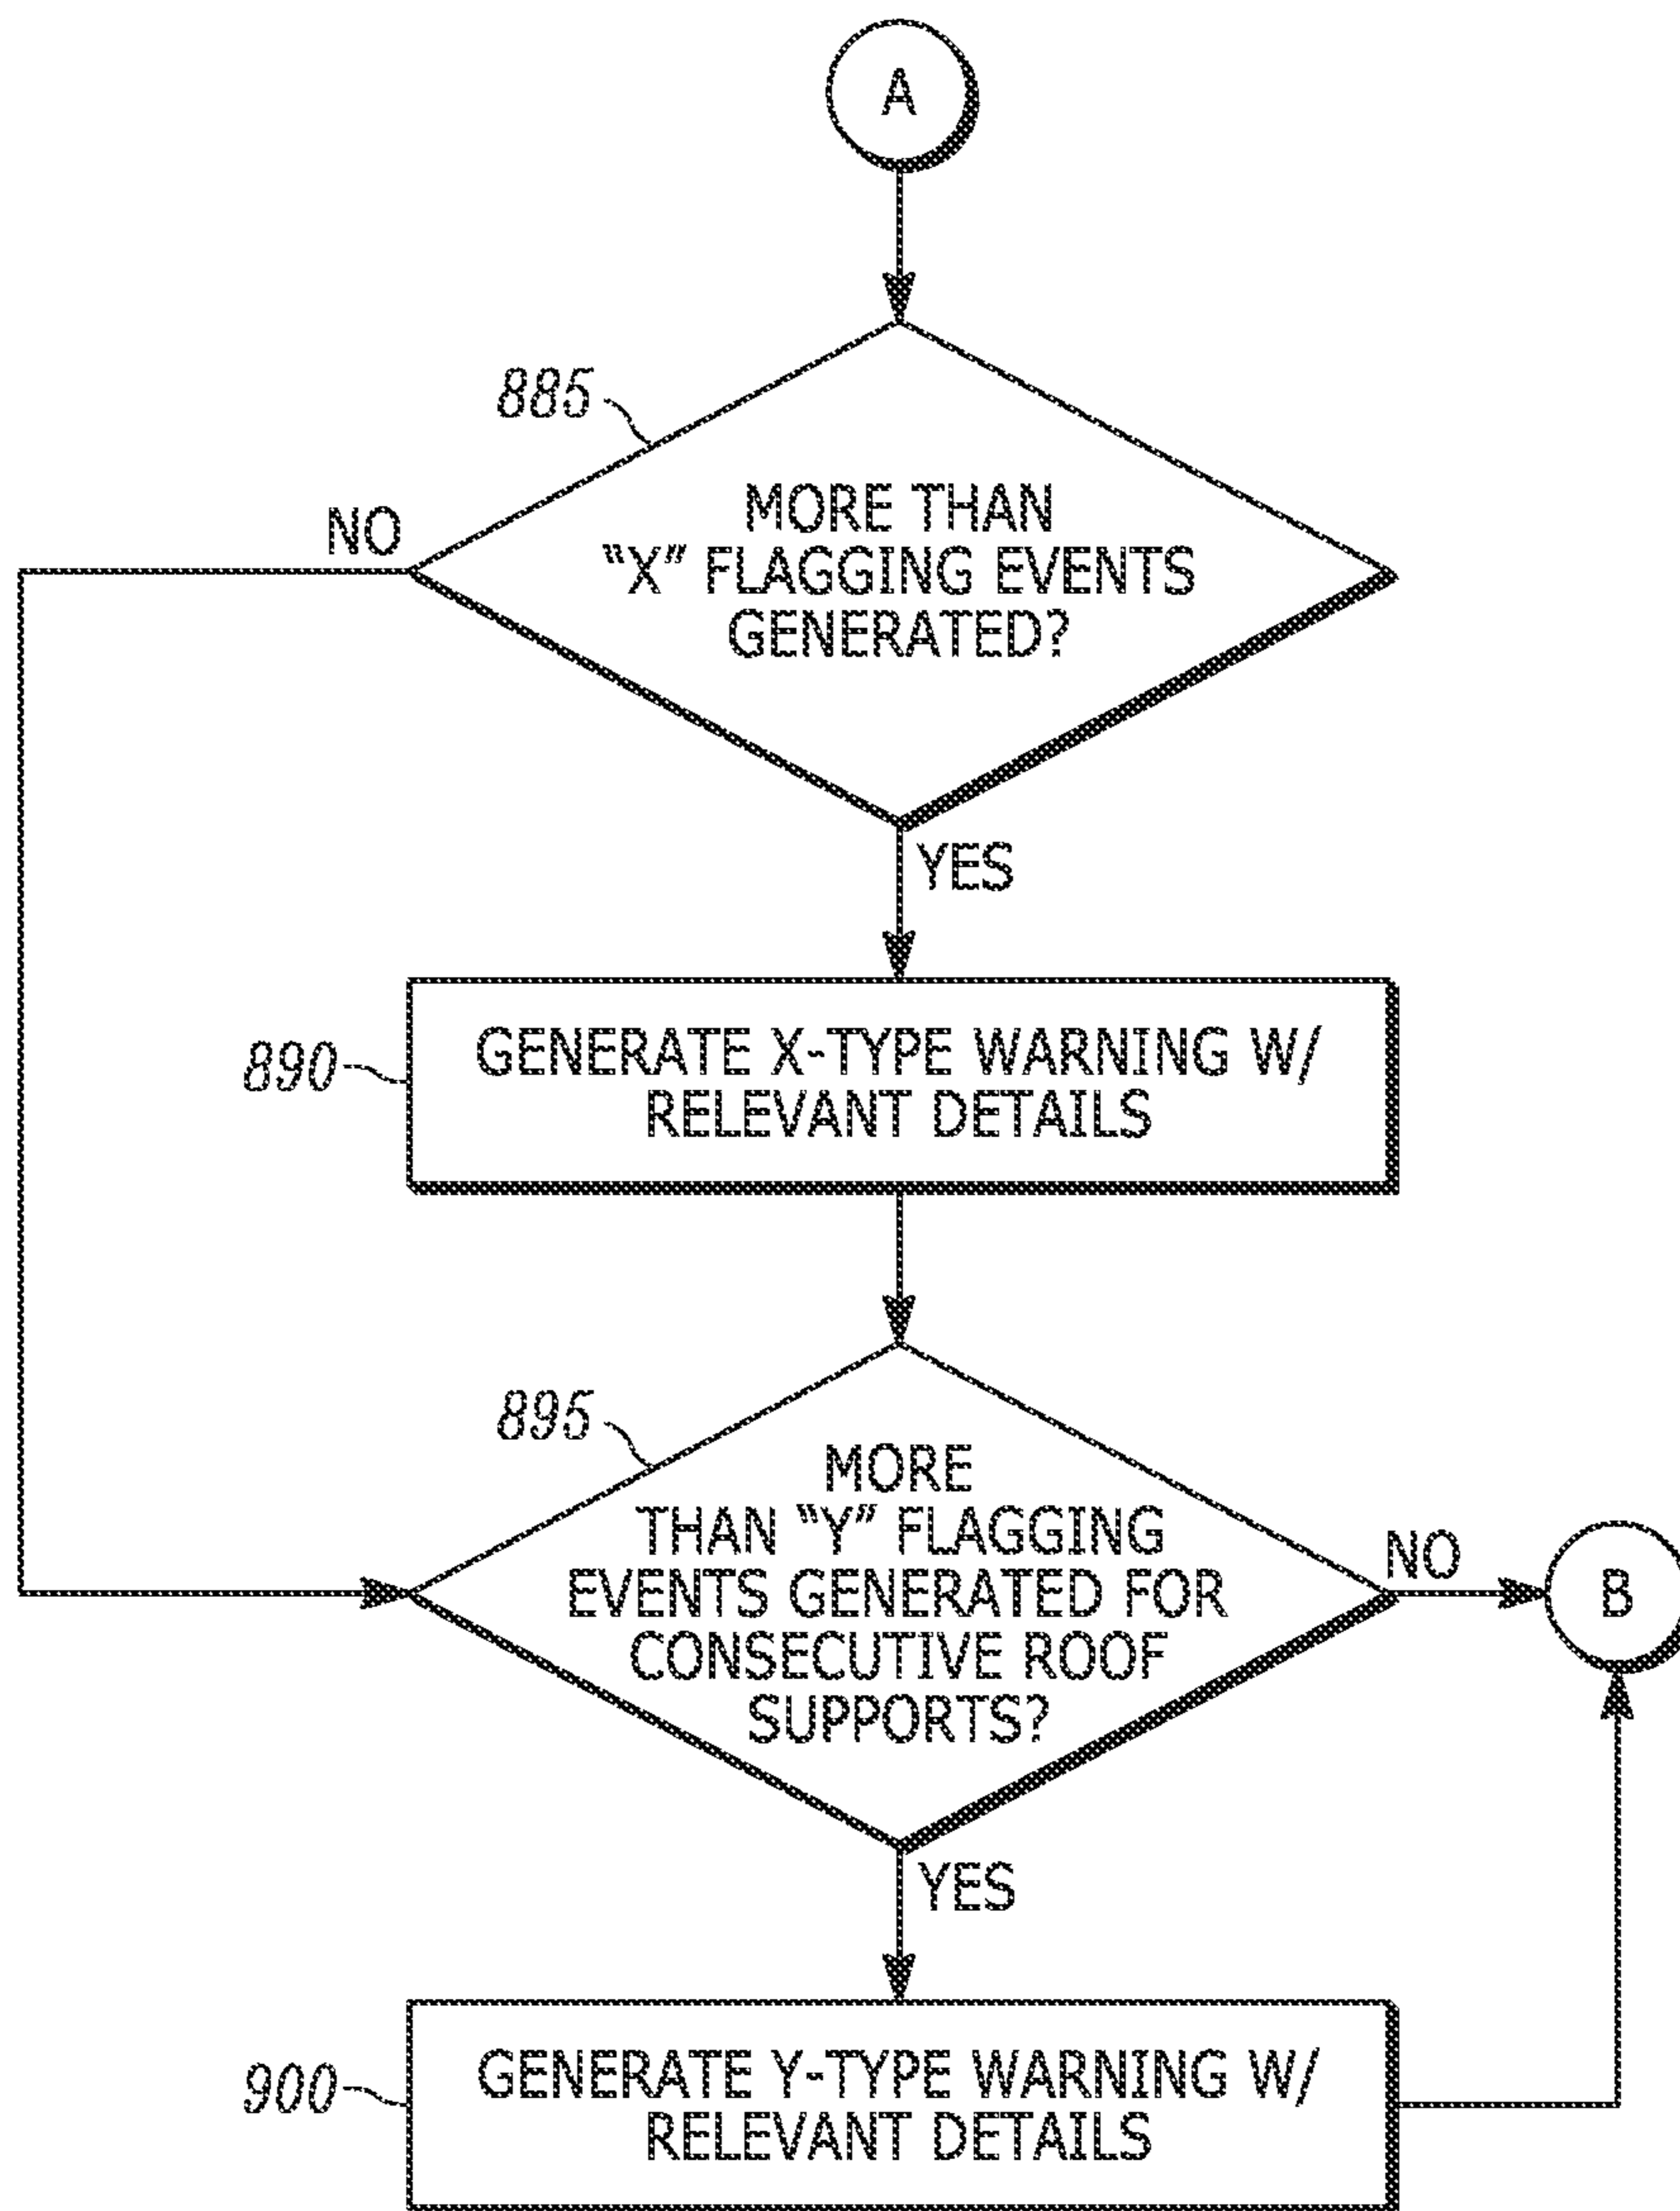 A
885
NO
MORE THAN
"X" FLAGGING EVENTS
GENERATED?
YES
890
GENERATE X-TYPE WARNING W/
RELEVANT DETAILS
895
MORE
THAN "Y" FLAGGING
EVENTS GENERATED FOR
CONSECUTIVE ROOF
SUPPORTS?
NO
B
YES
900
GENERATE Y-TYPE WARNING W/
RELEVANT DETAILS